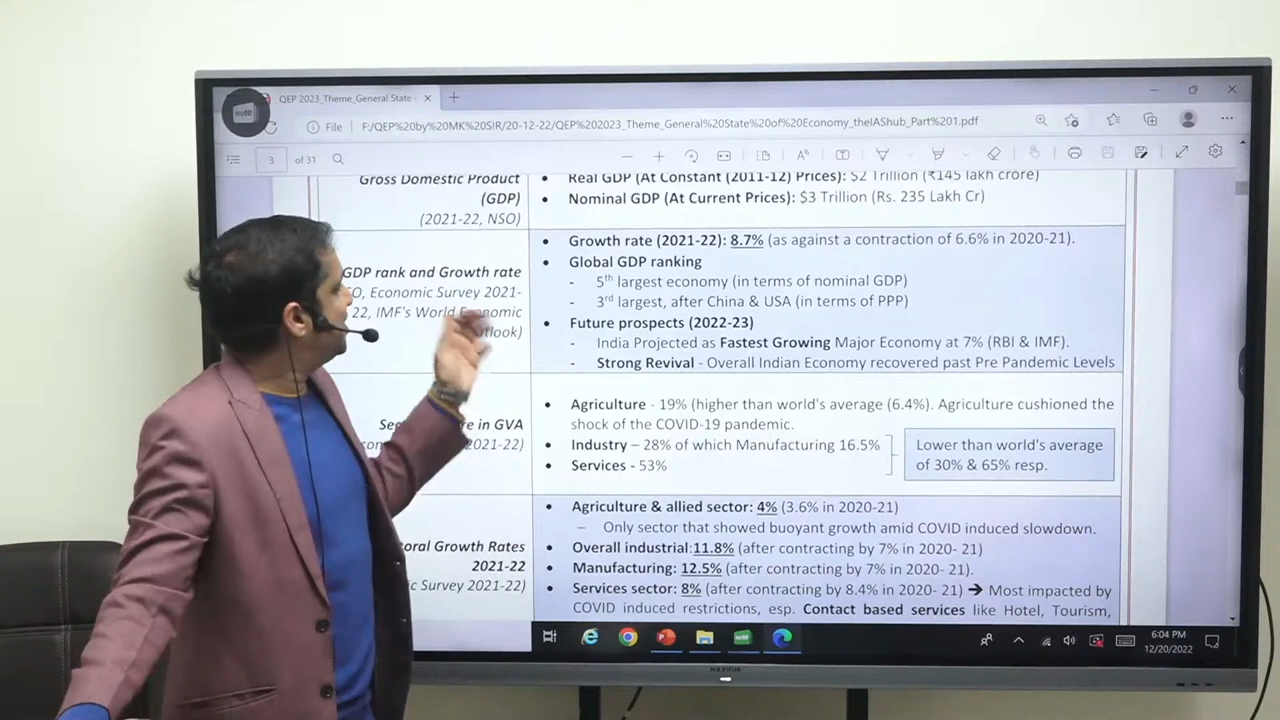 QEP 2023_Theme_General State
Note
File F:/QEP%20by%20MK%20SIR/20-12-22/QEP%202023_Theme_General%20State%20of%20Economy_theIAShub_Part%201.pdf
3 of 31
Gross Domestic Product
(GDP)
(2021-22, NSO)
• Real GDP (At Constant (2011-12) Prices): $2 Trillion (₹145 lakh crore)
• Nominal GDP (At Current Prices): $3 Trillion (Rs. 235 Lakh Cr)
GDP rank and Growth rate
Economic Survey 2021-
22, IMF's World Economic
• Growth rate (2021-22): 8.7% (as against a contraction of 6.6% in 2020-21).
• Global GDP ranking
- 5th largest economy (in terms of nominal GDP)
- 3rd largest, after China & USA (in terms of PPP)
• Future prospects (2022-23)
- India Projected as Fastest Growing Major Economy at 7% (RBI & IMF).
- Strong Revival - Overall Indian Economy recovered past Pre Pandemic Levels
in GVA
2021-22)
• Agriculture - 19% (higher than world's average (6.4%). Agriculture cushioned the
shock of the COVID-19 pandemic.
• Industry – 28% of which Manufacturing 16.5%
• Services - 53%
Lower than world's average
of 30% & 65% resp.
Growth Rates
2021-22
Survey 2021-22)
• Agriculture & allied sector: 4% (3.6% in 2020-21)
– Only sector that showed buoyant growth amid COVID induced slowdown.
• Overall industrial:11.8% (after contracting by 7% in 2020- 21)
• Manufacturing: 12.5% (after contracting by 7% in 2020- 21).
• Services sector: 8% (after contracting by 8.4% in 2020- 21) ➔ Most impacted by
COVID induced restrictions, esp. Contact based services like Hotel, Tourism,
6:04 PM
12/20/2022